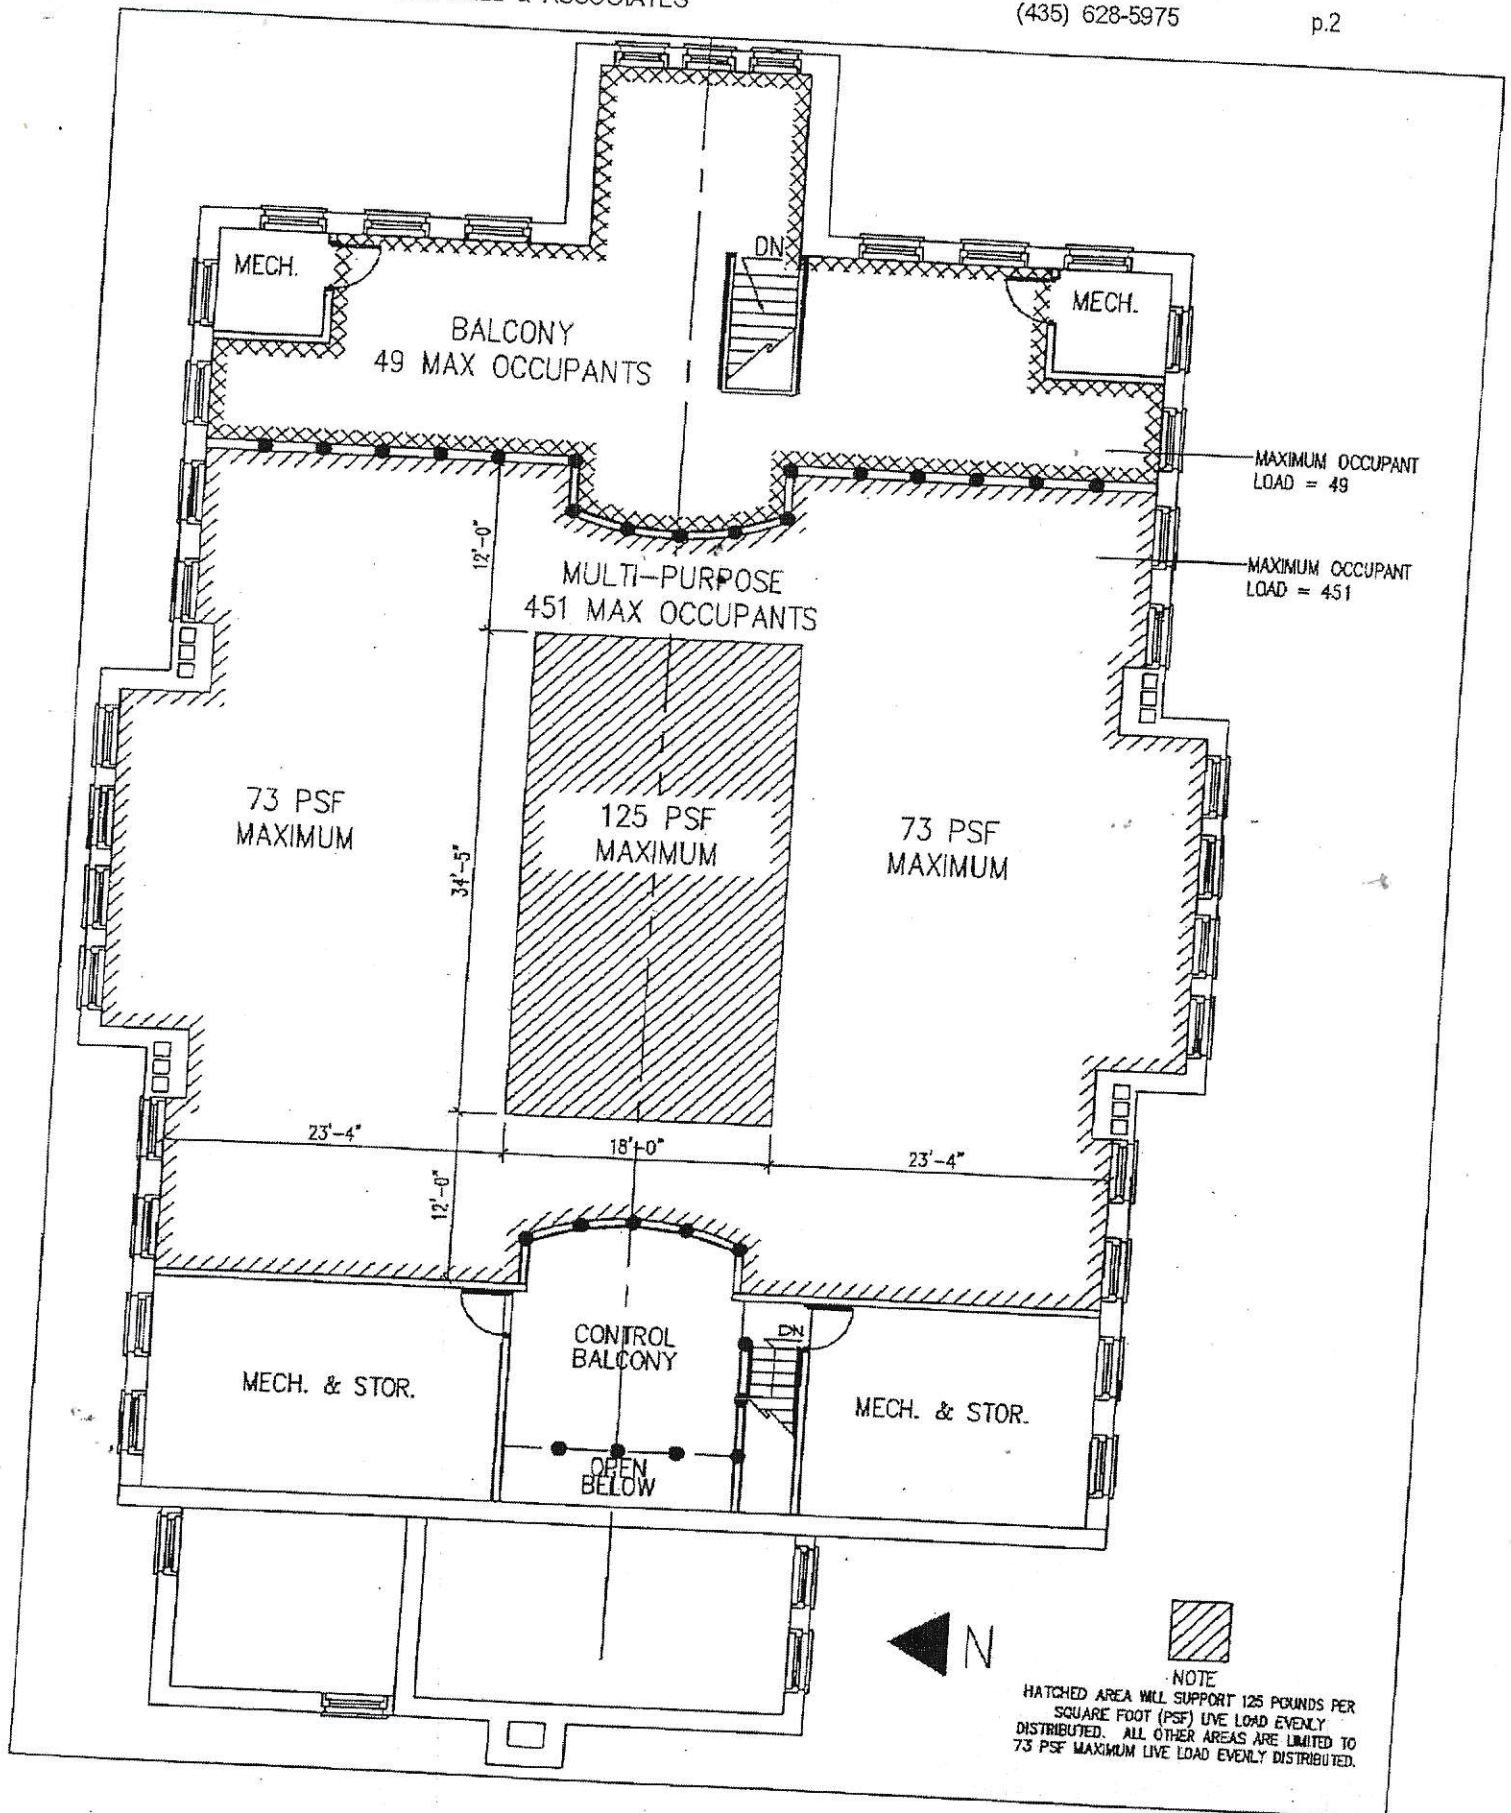 & ASSOCIATES
(435) 628-5975
p.2
DN
MECH.
MECH.
BALCONY
49 MAX OCCUPANTS
MAXIMUM OCCUPANT
LOAD = 49
12'-0"
MULTI-PURPOSE
451 MAX OCCUPANTS
MAXIMUM OCCUPANT
LOAD = 451
73 PSF
MAXIMUM
125 PSF
MAXIMUM
73 PSF
MAXIMUM
34'-5"
23'-4"
18'-0"
23'-4"
12'-0"
CONTROL
BALCONY
DN
MECH. & STOR.
MECH. & STOR.
OPEN
BELOW
N
NOTE
HATCHED AREA WILL SUPPORT 125 POUNDS PER
SQUARE FOOT (PSF) LIVE LOAD EVENLY
DISTRIBUTED. ALL OTHER AREAS ARE LIMITED TO
73 PSF MAXIMUM LIVE LOAD EVENLY DISTRIBUTED.